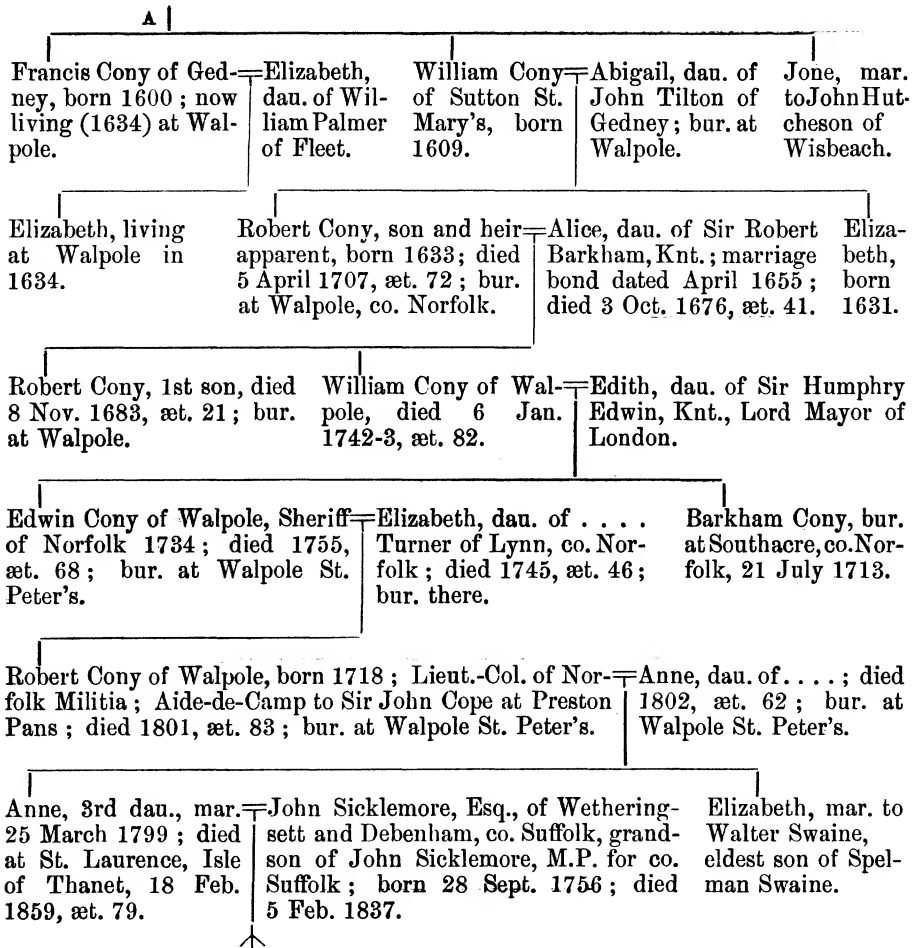 A
Francis Cony of Ged-
ney, born 1600 ; now
living (1634) at Wal-
pole.
Elizabeth,
dau. of Wil-
liam Palmer
of Fleet.
William Cony
of Sutton St.
Mary's, born
1609.
Abigail, dau. of
John Tilton of
Gedney ; bur. at
Walpole.
Jone, mar.
to John Hut-
cheson of
Wisbeach.
Elizabeth, living
at Walpole in
1634.
Robert Cony, son and heir
apparent, born 1633 ; died
5 April 1707, æt. 72 ; bur.
at Walpole, co. Norfolk.
Alice, dau. of Sir Robert
Barkham, Knt. ; marriage
bond dated April 1655 ;
died 3 Oct. 1676, æt. 41.
Eliza-
beth,
born
1631.
Robert Cony, 1st son, died
8 Nov. 1683, æt. 21 ; bur.
at Walpole.
William Cony of Wal-
pole, died 6 Jan.
1742-3, æt. 82.
Edith, dau. of Sir Humphry
Edwin, Knt., Lord Mayor of
London.
Edwin Cony of Walpole, Sheriff
of Norfolk 1734 ; died 1755,
æt. 68 ; bur. at Walpole St.
Peter's.
Elizabeth, dau. of . . . .
Turner of Lynn, co. Nor-
folk ; died 1745, æt. 46 ;
bur. there.
Barkham Cony, bur.
at Southacre, co. Nor-
folk, 21 July 1713.
Robert Cony of Walpole, born 1718 ; Lieut.-Col. of Nor-
folk Militia ; Aide-de-Camp to Sir John Cope at Preston
Pans ; died 1801, æt. 83 ; bur. at Walpole St. Peter's.
Anne, dau. of . . . . ; died
1802, æt. 62 ; bur. at
Walpole St. Peter's.
Anne, 3rd dau., mar.
25 March 1799 ; died
at St. Laurence, Isle
of Thanet, 18 Feb.
1859, æt. 79.
John Sicklemore, Esq., of Wethering-
sett and Debenham, co. Suffolk, grand-
son of John Sicklemore, M.P. for co.
Suffolk ; born 28 Sept. 1756 ; died
5 Feb. 1837.
Elizabeth, mar. to
Walter Swaine,
eldest son of Spel-
man Swaine.